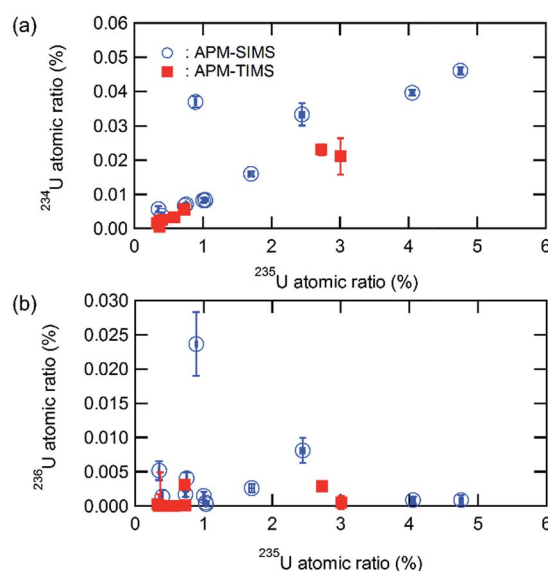 (a)
0.06
0.05
0.04
0.03
0.02
0.01
0.00
²³⁴U atomic ratio (%)
: APM-SIMS
: APM-TIMS
0 1 2 3 4 5 6
²³⁵U atomic ratio (%)
(b)
0.030
0.025
0.020
0.015
0.010
0.005
0.000
²³⁶U atomic ratio (%)
0 1 2 3 4 5 6
²³⁵U atomic ratio (%)